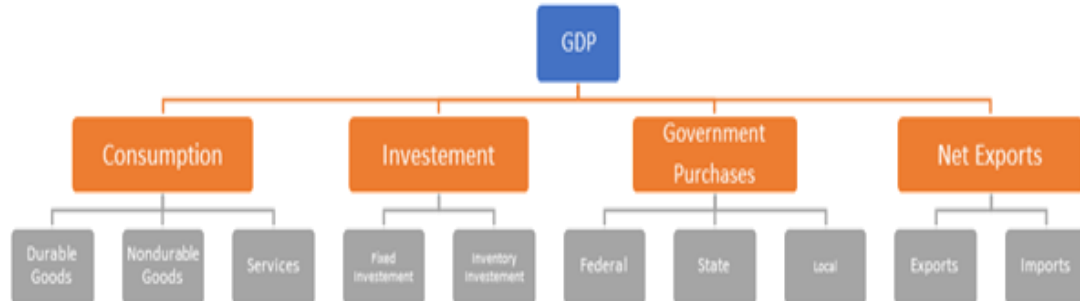 GDP
Consumption
Investement
Government
Purchases
Net Exports
Durable
Goods
Nondurable
Goods
Services
Fixed
Investement
Inventory
Investement
Federal
State
Local
Exports
Imports